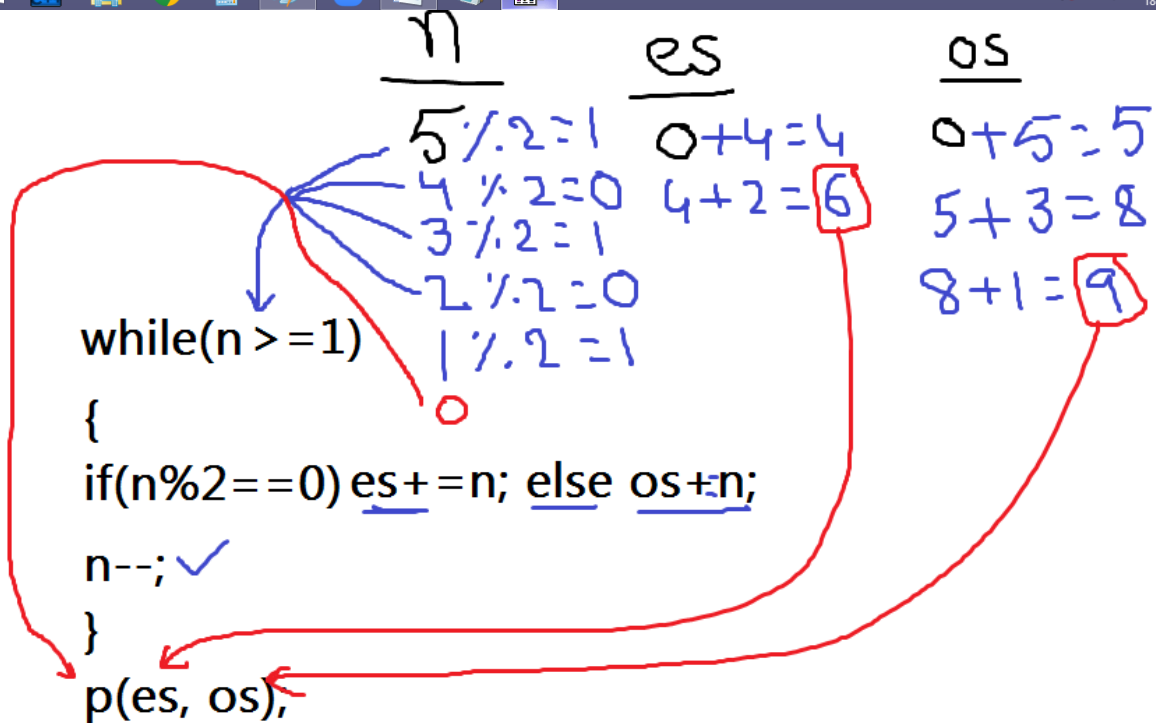 n es os
5 %2=1 0+4=4 0+5=5
4 %2=0 4+2=6 5+3=8
3 %2=1 8+1=9
2 %2=0
while(n>=1) 1 %2=1
{ 0
if(n%2==0) es+=n; else os+=n;
n--;
}
p(es, os);